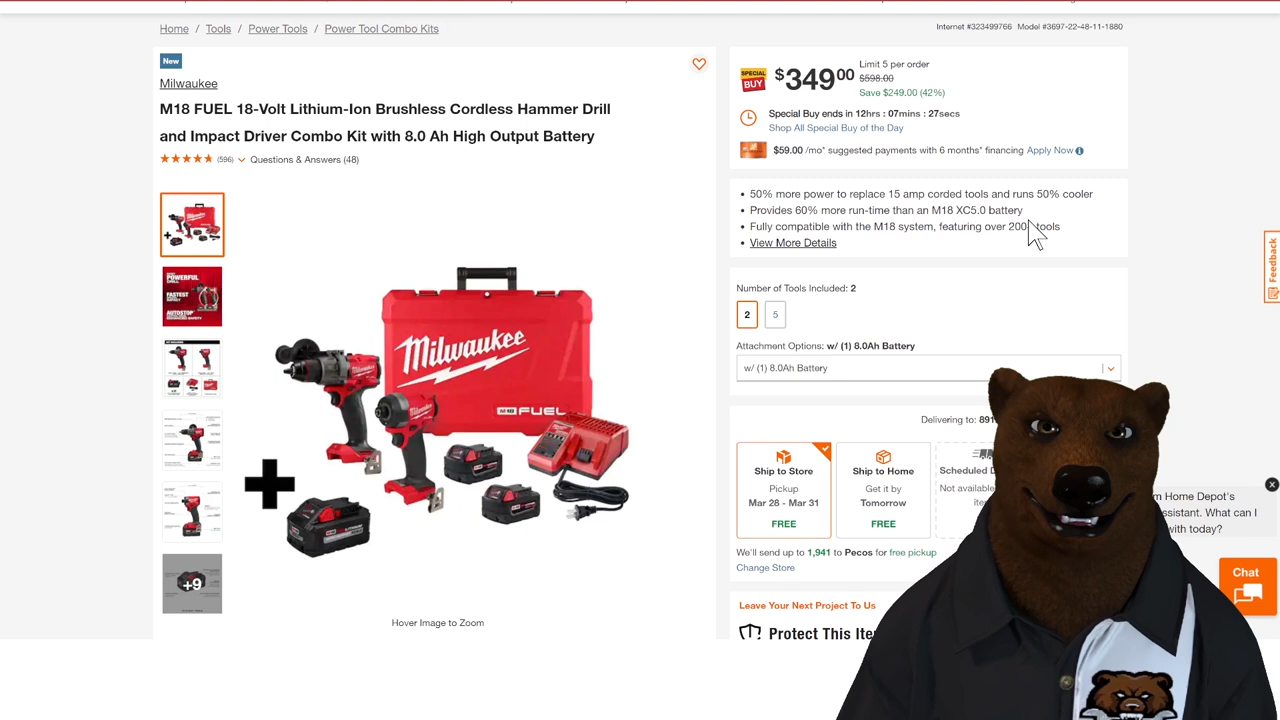 Home / Tools / Power Tools / Power Tool Combo Kits
Internet #323499766 Model #3697-22-48-11-1880
New
Milwaukee
M18 FUEL 18-Volt Lithium-Ion Brushless Cordless Hammer Drill
and Impact Driver Combo Kit with 8.0 Ah High Output Battery
(596) Questions & Answers (48)
POWERFUL
DRILL
FASTEST
AUTOSTOP
+9
Milwaukee
M18 FUEL
Hover Image to Zoom
SPECIAL
BUY
$349.00
Limit 5 per order
$598.00
Save $249.00 (42%)
Special Buy ends in 12hrs : 07mins : 27secs
Shop All Special Buy of the Day
$59.00 /mo* suggested payments with 6 months* financing Apply Now
• 50% more power to replace 15 amp corded tools and runs 50% cooler
• Provides 60% more run-time than an M18 XC5.0 battery
• Fully compatible with the M18 system, featuring over 200 tools
• View More Details
Number of Tools Included: 2
2 5
Attachment Options: w/ (1) 8.0Ah Battery
w/ (1) 8.0Ah Battery
Delivering to: 891
Ship to Store
Pickup
Mar 28 - Mar 31
FREE
Ship to Home
Get it by
Tomorrow
FREE
Scheduled D
Not available
We'll send up to 1,941 to Pecos for free pickup
Change Store
Leave Your Next Project To Us
Protect This Ite
m Home Depot's
ssistant. What can I
with today?
Chat
Feedback